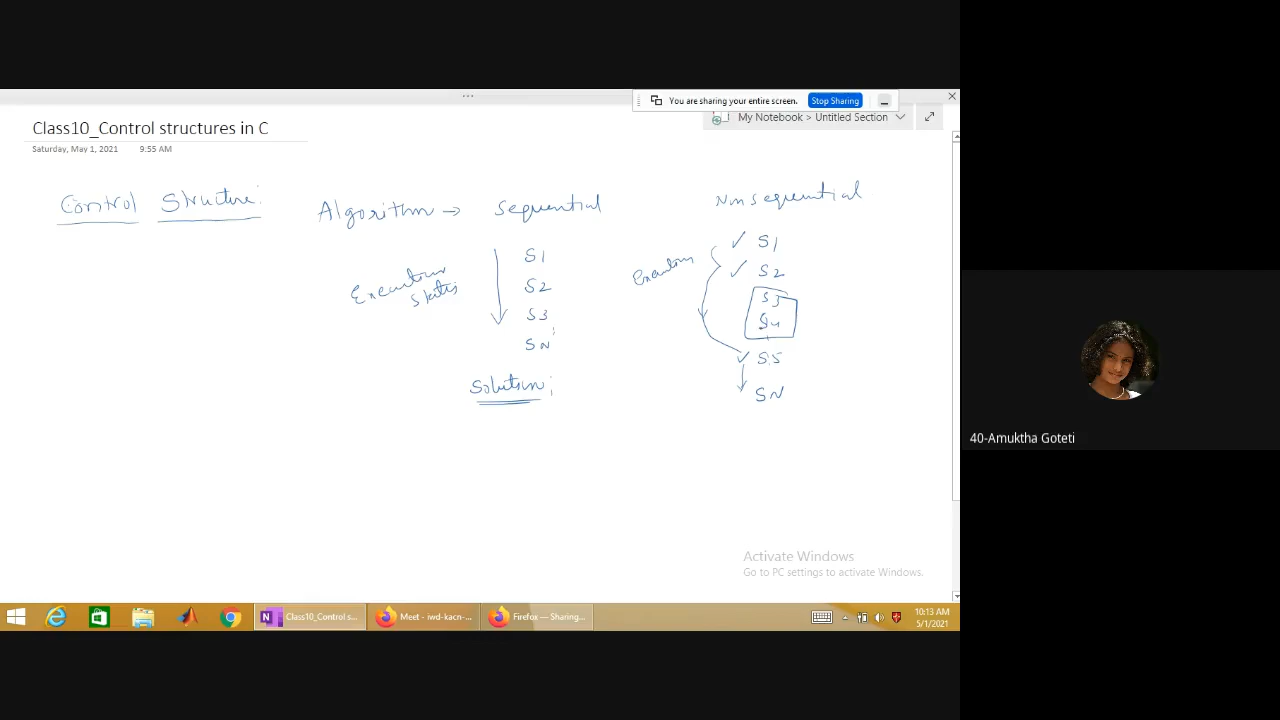 You are sharing your entire screen. Stop Sharing
My Notebook > Untitled Section
Class10_Control structures in C
Saturday, May 1, 2021 9:55 AM
Control Structure: Algorithm → Sequential Nonsequential
S1
S2
S3
SN
Execution
Solution;
Execution
✓ S1
✓ S2
S3
S4
✓ S5
SN
40-Amuktha Goteti
Activate Windows
Go to PC settings to activate Windows.
Class10_Control s...
Meet - iwd-kacn-...
Firefox — Sharing...
10:13 AM
5/1/2021